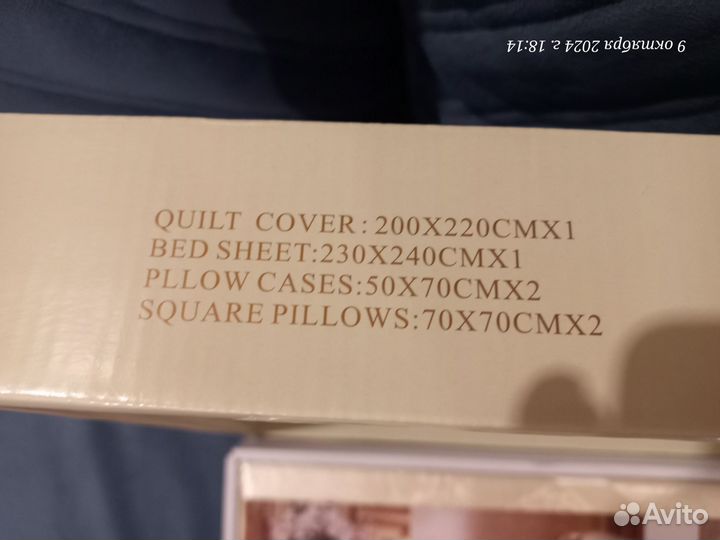 9 октября 2024 г. 18:14
QUILT COVER: 200X220CMX1
BED SHEET:230X240CMX1
PLLOW CASES:50X70CMX2
SQUARE PILLOWS:70X70CMX2
Avito